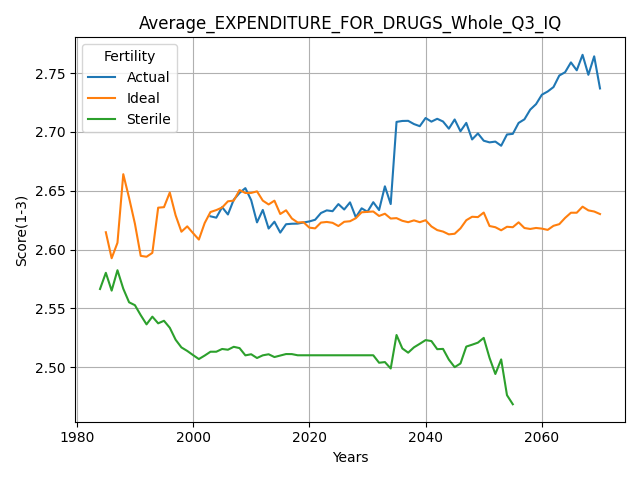 Average_EXPENDITURE_FOR_DRUGS_Whole_Q3_IQ
Fertility
Actual
Ideal
Sterile
Score(1-3)
2.75
2.70
2.65
2.60
2.55
2.50
1980
2000
2020
2040
2060
Years